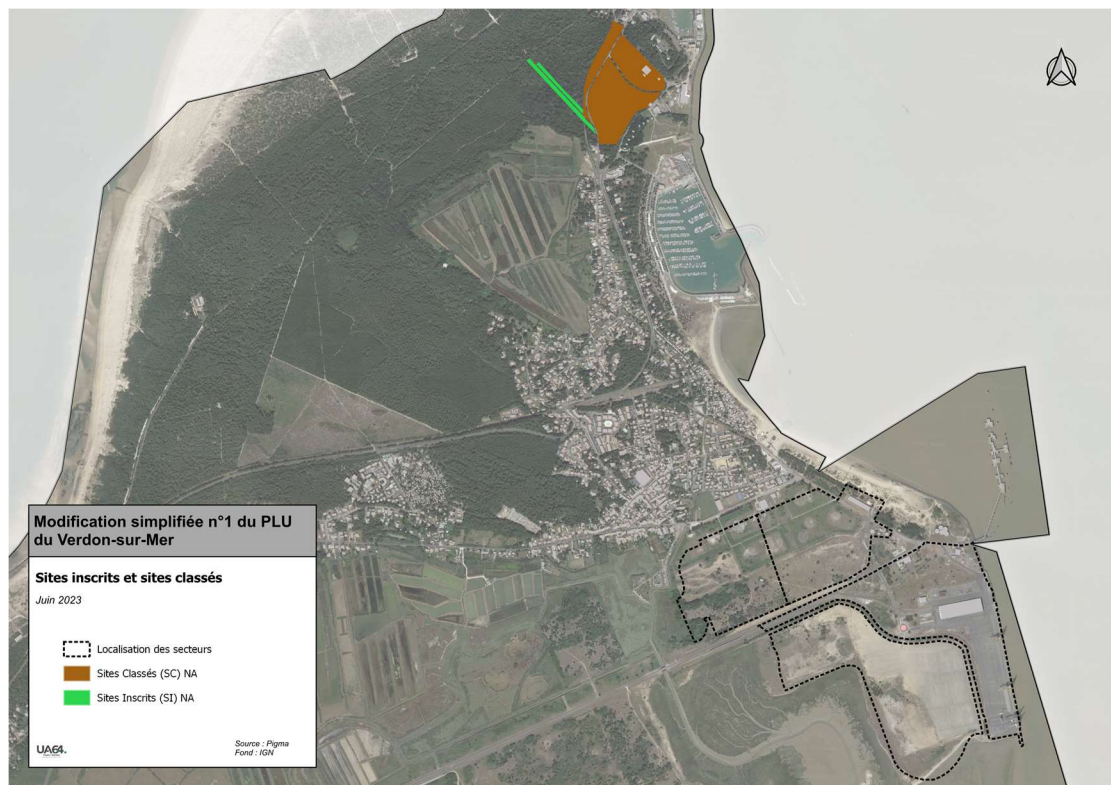 Modification simplifiée n°1 du PLU
du Verdon-sur-Mer
Sites inscrits et sites classés
Juin 2023
Localisation des secteurs
Sites Classés (SC) NA
Sites Inscrits (SI) NA
UA64.
Source : Pigma
Fond : IGN